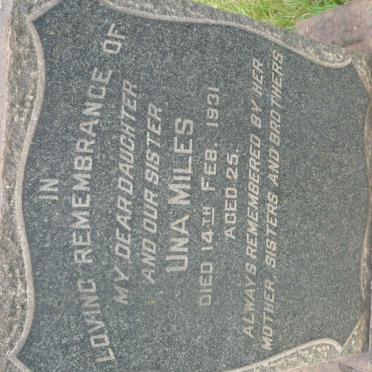 IN
LOVING REMEMBRANCE OF
MY DEAR DAUGHTER
AND OUR SISTER
UNA MILES
DIED 14TH FEB. 1931
AGED 25.
ALWAYS REMEMBERED BY HER
MOTHER, SISTERS AND BROTHERS